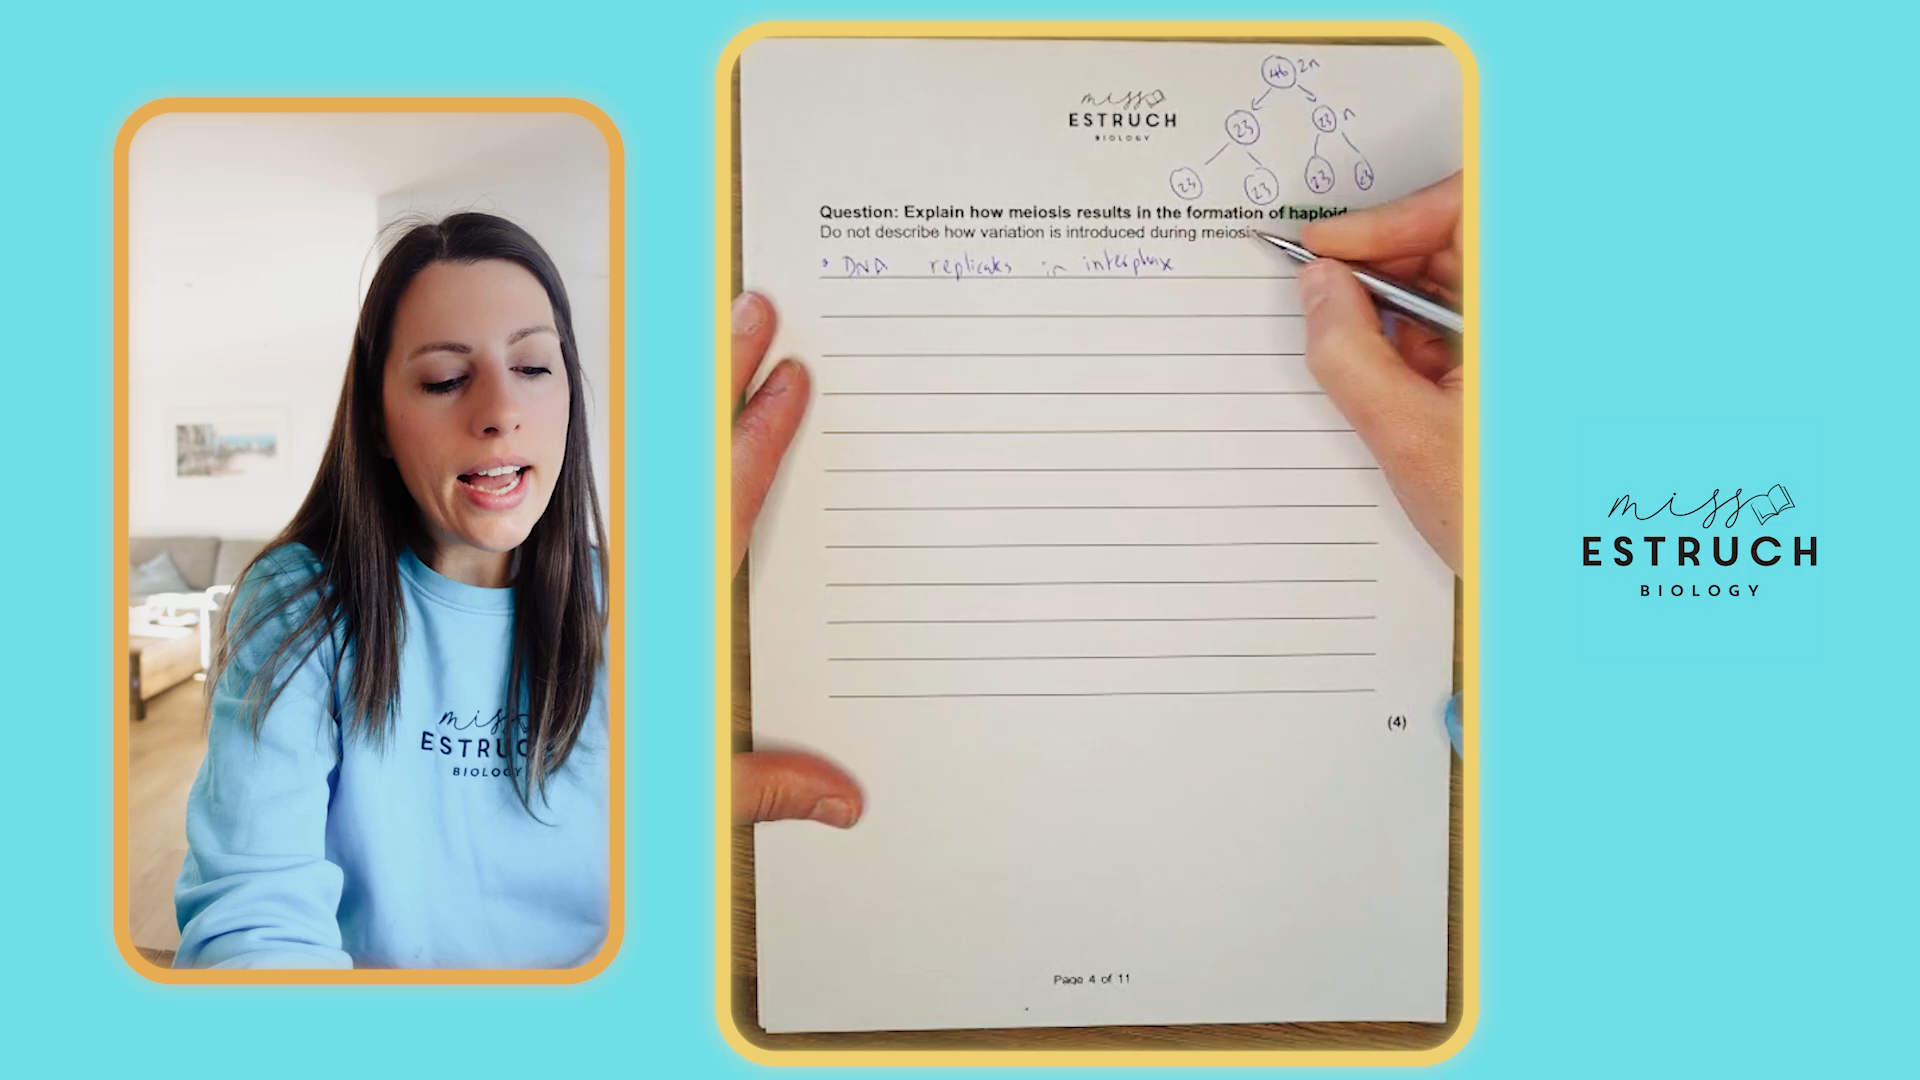 miss
ESTRUCH
BIOLOGY
46 2n
23 23 n
23 23 23 23
Question: Explain how meiosis results in the formation of haploid
Do not describe how variation is introduced during meiosis
• DNA replicates in interphase
(4)
Page 4 of 11
miss
ESTRUCH
BIOLOGY
miss
ESTRUC
BIOLOGY